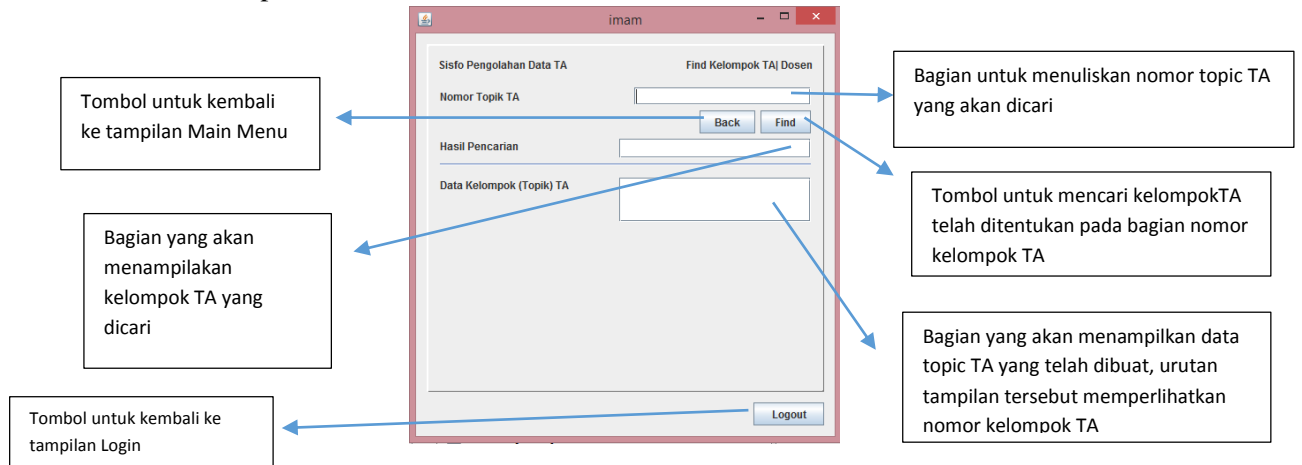 imam
Sisfo Pengolahan Data TA
Find Kelompok TA| Dosen
Nomor Topik TA
Back
Find
Hasil Pencarian
Data Kelompok (Topik) TA
Logout
Tombol untuk kembali
ke tampilan Main Menu
Bagian yang akan
menampilakan
kelompok TA yang
dicari
Tombol untuk kembali ke
tampilan Login
Bagian untuk menuliskan nomor topic TA
yang akan dicari
Tombol untuk mencari kelompokTA
telah ditentukan pada bagian nomor
kelompok TA
Bagian yang akan menampilkan data
topic TA yang telah dibuat, urutan
tampilan tersebut memperlihatkan
nomor kelompok TA